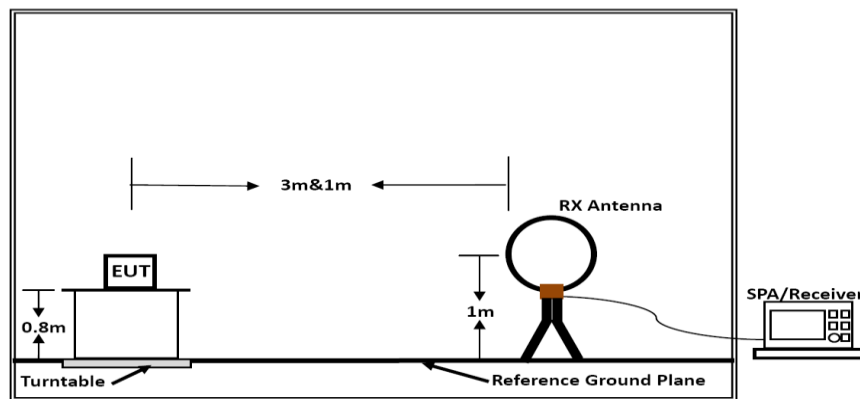 3m&1m
RX Antenna
EUT
SPA/Receiver
0.8m
1m
Turntable
Reference Ground Plane